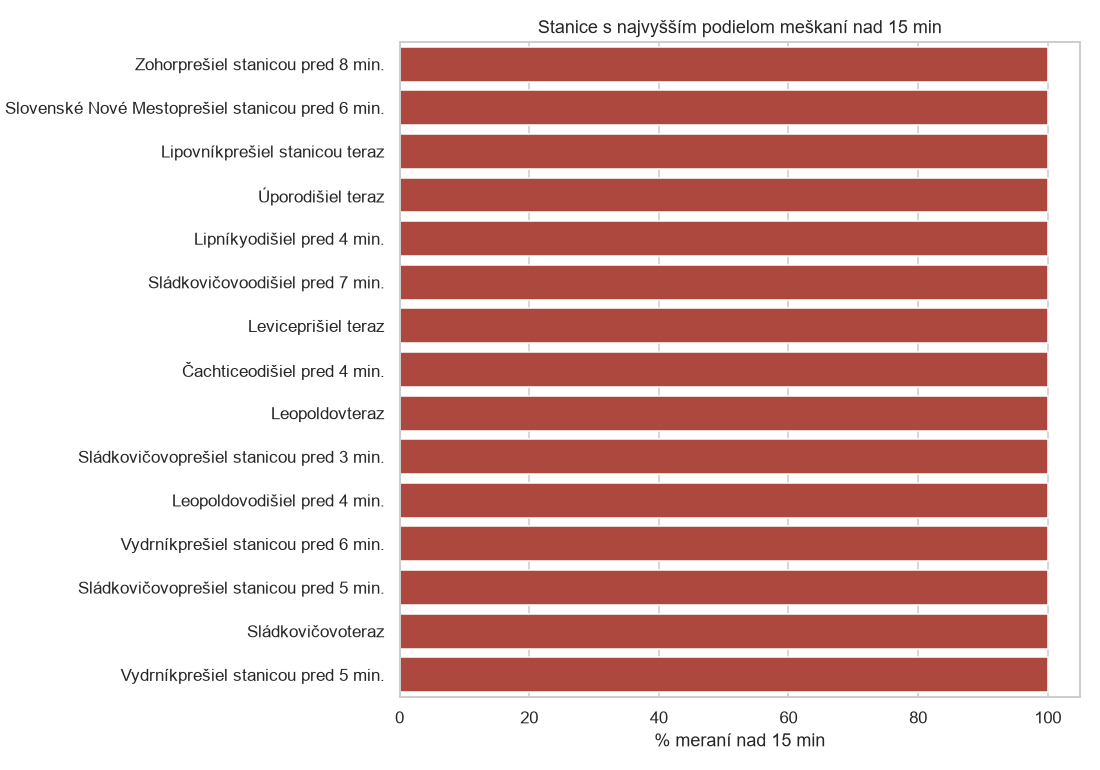 Stanice s najvyšším podielom meškaní nad 15 min
Zohorprešiel stanicou pred 8 min.
Slovenské Nové Mestoprešiel stanicou pred 6 min.
Lipovníkprešiel stanicou teraz
Úporodišiel teraz
Lipníkyodišiel pred 4 min.
Sládkovičovoodišiel pred 7 min.
Leviceprišiel teraz
Čachticeodišiel pred 4 min.
Leopoldovteraz
Sládkovičovoprešiel stanicou pred 3 min.
Leopoldovodišiel pred 4 min.
Vydrníkprešiel stanicou pred 6 min.
Sládkovičovoprešiel stanicou pred 5 min.
Sládkovičovoteraz
Vydrníkprešiel stanicou pred 5 min.
0 20 40 60 80 100
% meraní nad 15 min